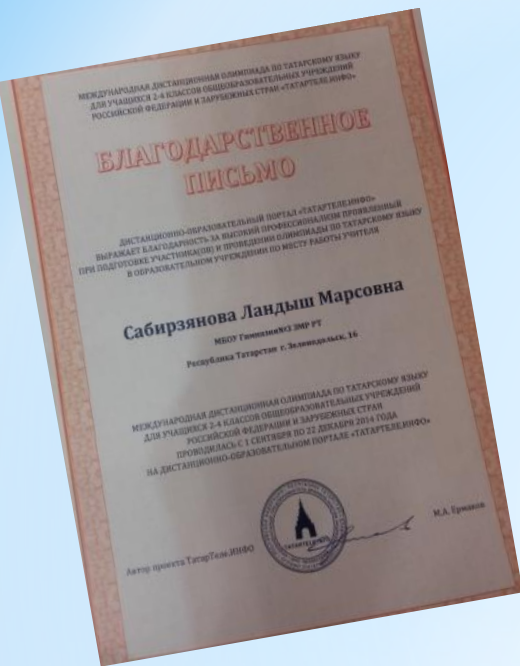 МЕЖДУНАРОДНАЯ ДИСТАНЦИОННАЯ ОЛИМПИАДА ПО ТАТАРСКОМУ ЯЗЫКУ
ДЛЯ УЧАЩИХСЯ 2-4 КЛАССОВ ОБЩЕОБРАЗОВАТЕЛЬНЫХ УЧРЕЖДЕНИЙ
РОССИЙСКОЙ ФЕДЕРАЦИИ И ЗАРУБЕЖНЫХ СТРАН «ТАТАРТЕЛЕ.ИНФО»
БЛАГОДАРСТВЕННОЕ
ПИСЬМО
ДИСТАНЦИОННО-ОБРАЗОВАТЕЛЬНЫЙ ПОРТАЛ «ТАТАРТЕЛЕ.ИНФО»
ВЫРАЖАЕТ БЛАГОДАРНОСТЬ ЗА ВЫСОКИЙ ПРОФЕССИОНАЛИЗМ ПРОЯВЛЕННЫЙ
ПРИ ПОДГОТОВКЕ УЧАСТНИКА(ОВ) И ПРОВЕДЕНИИ ОЛИМПИАДЫ ПО ТАТАРСКОМУ ЯЗЫКУ
В ОБРАЗОВАТЕЛЬНОМ УЧРЕЖДЕНИИ ПО МЕСТУ РАБОТЫ УЧИТЕЛЯ
Сабирзянова Ландыш Марсовна
МБОУ Гимназия№3 ЗМР РТ
Республика Татарстан г. Зеленодольск, 16
МЕЖДУНАРОДНАЯ ДИСТАНЦИОННАЯ ОЛИМПИАДА ПО ТАТАРСКОМУ ЯЗЫКУ
ДЛЯ УЧАЩИХСЯ 2-4 КЛАССОВ ОБЩЕОБРАЗОВАТЕЛЬНЫХ УЧРЕЖДЕНИЙ
РОССИЙСКОЙ ФЕДЕРАЦИИ И ЗАРУБЕЖНЫХ СТРАН
ПРОВОДИЛАСЬ С 1 СЕНТЯБРЯ ПО 22 ДЕКАБРЯ 2014 ГОДА
НА ДИСТАНЦИОННО-ОБРАЗОВАТЕЛЬНОМ ПОРТАЛЕ «ТАТАРТЕЛЕ.ИНФО»
Автор проекта ТатарТеле.ИНФО
М.А. Ермаков